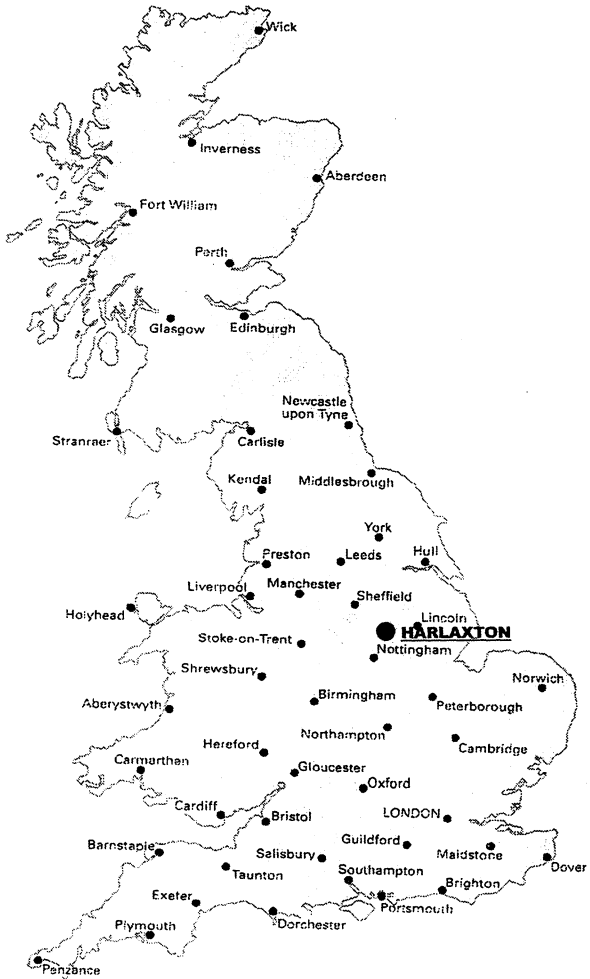 Wick
Inverness
Aberdeen
Fort William
Perth
Glasgow
Edinburgh
Newcastle
upon Tyne
Stranraer
Carlisle
Kendal
Middlesbrough
York
Preston
Leeds
Hull
Liverpool
Manchester
Sheffield
Holyhead
Lincoln
HARLAXTON
Stoke-on-Trent
Nottingham
Shrewsbury
Norwich
Birmingham
Peterborough
Aberystwyth
Northampton
Hereford
Cambridge
Carmarthen
Gloucester
Oxford
Cardiff
Bristol
LONDON
Barnstaple
Salisbury
Guildford
Maidstone
Dover
Taunton
Southampton
Brighton
Exeter
Portsmouth
Plymouth
Dorchester
Penzance